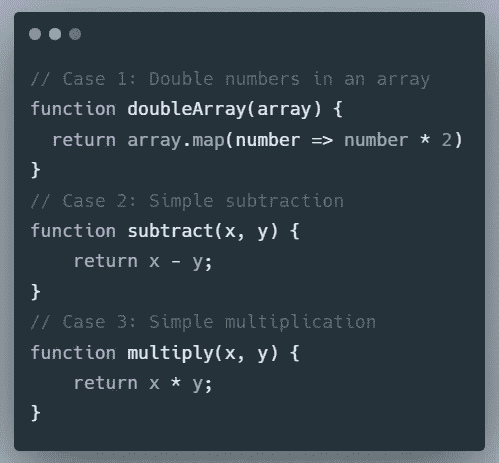 // Case 1: Double numbers in an array
function doubleArray(array) {
  return array.map(number => number * 2)
}
// Case 2: Simple subtraction
function subtract(x, y) {
    return x - y;
}
// Case 3: Simple multiplication
function multiply(x, y) {
    return x * y;
}